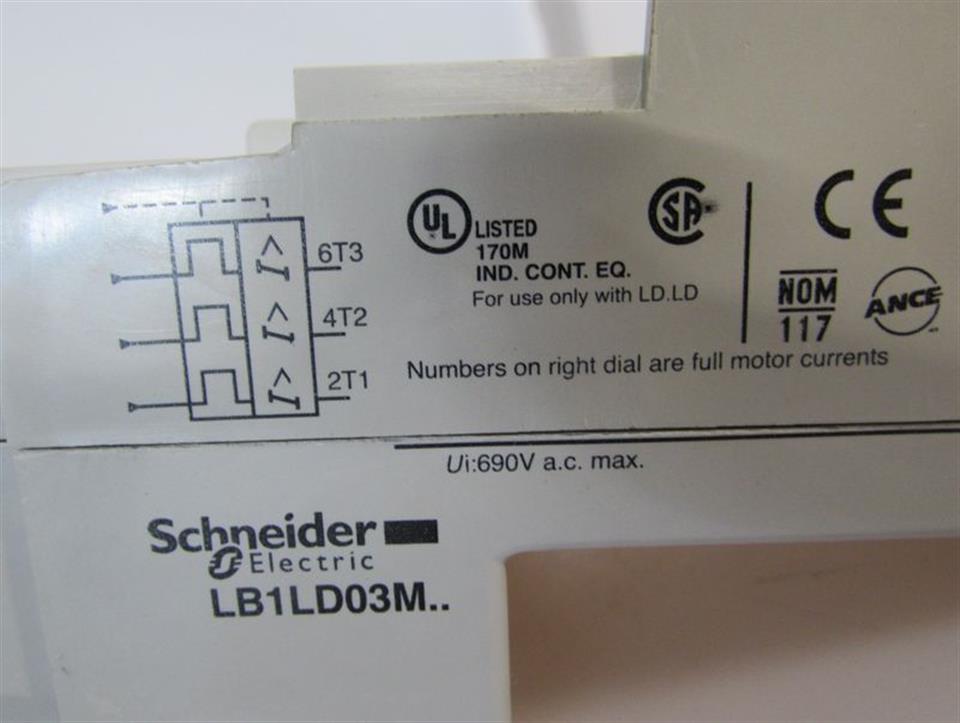 6T3
4T2
2T1
UL
LISTED
170M
IND. CONT. EQ.
For use only with LD.LD
SA
CE
NOM
117
ANCE
Numbers on right dial are full motor currents
Ui:690V a.c. max.
Schneider
Electric
LB1LD03M..